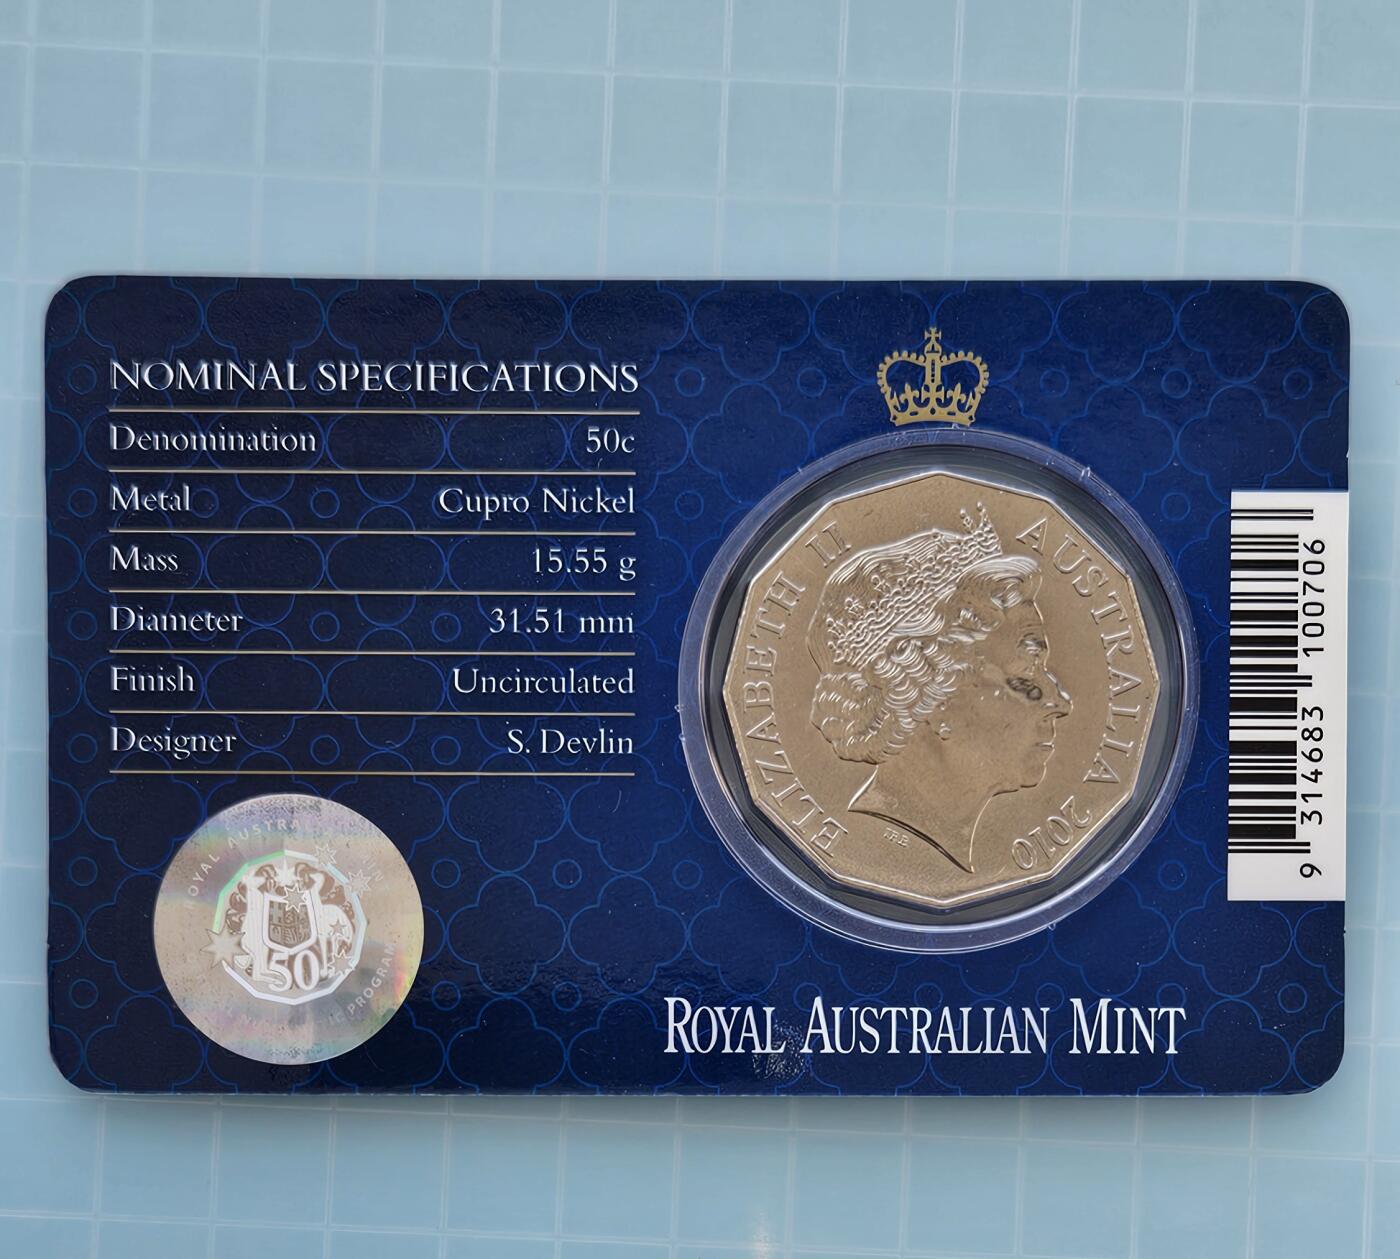 NOMINAL SPECIFICATIONS
Denomination 50c
Metal Cupro Nickel
Mass 15.55 g
Diameter 31.51 mm
Finish Uncirculated
Designer S. Devlin
ELIZABETH II AUSTRALIA 2010
IRB
ROYAL AUSTRALIAN MINT
9 314683 100706
50
PROGRAM